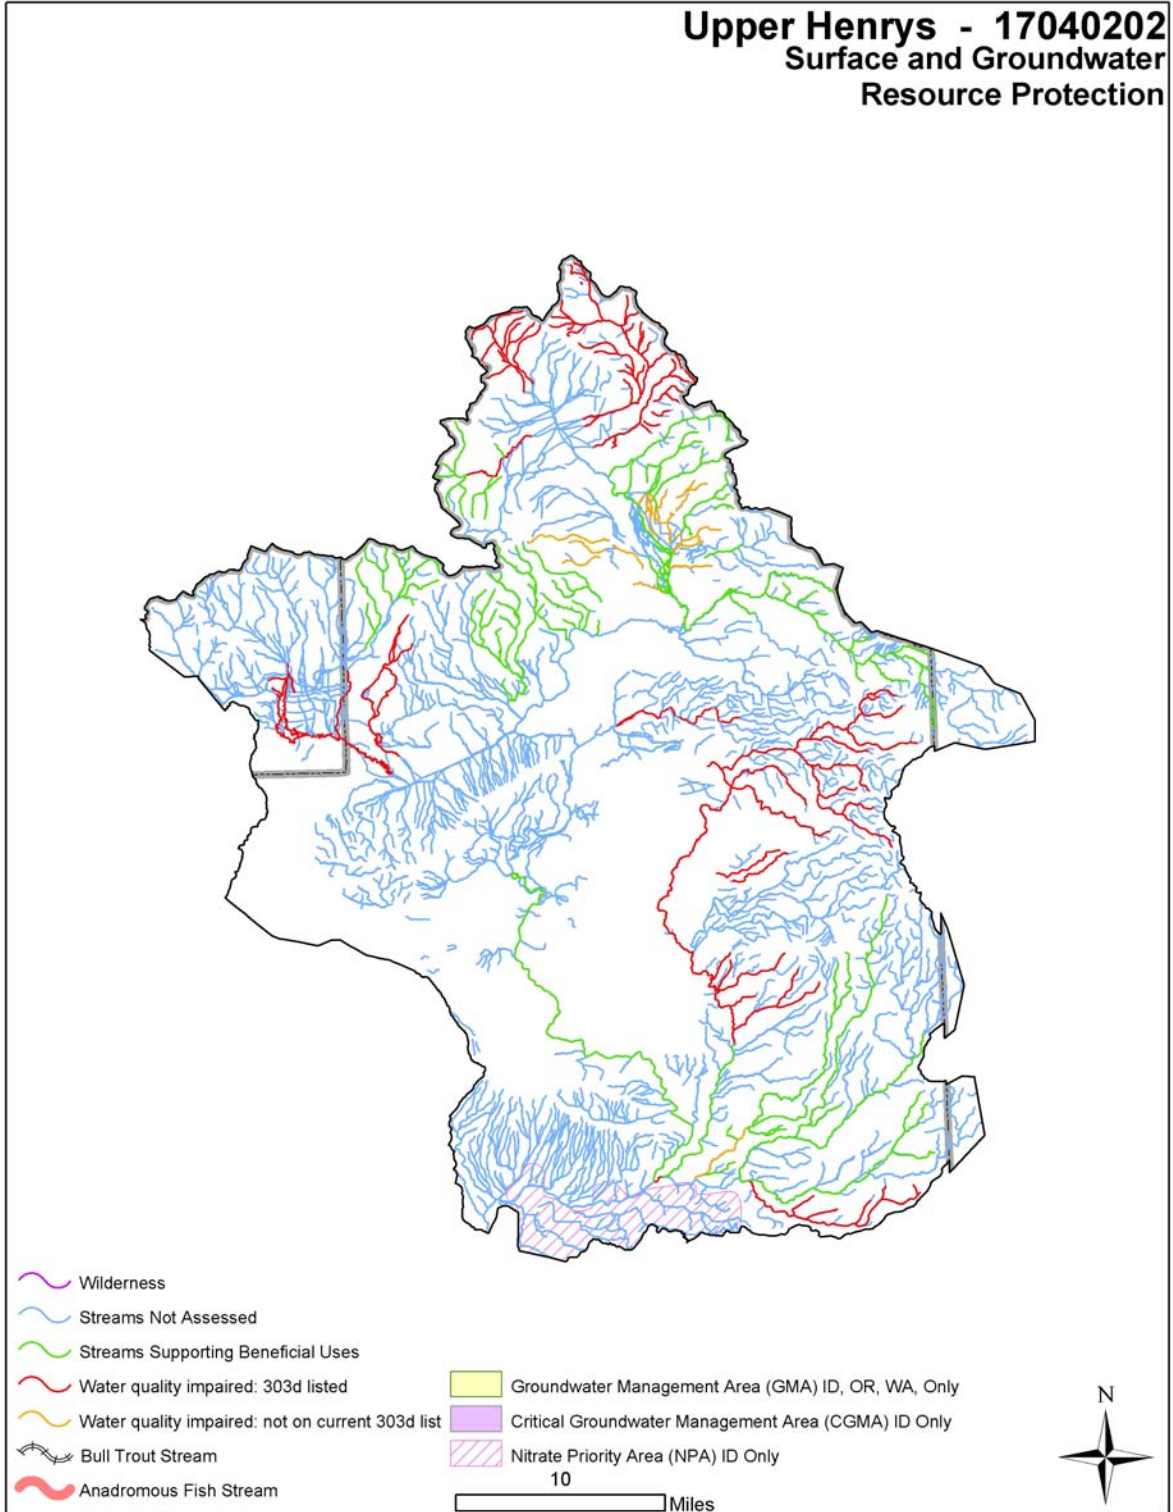 Upper Henrys - 17040202
Surface and Groundwater
Resource Protection
Wilderness
Streams Not Assessed
Streams Supporting Beneficial Uses
Water quality impaired: 303d listed
Water quality impaired: not on current 303d list
Bull Trout Stream
Anadromous Fish Stream
Groundwater Management Area (GMA) ID, OR, WA, Only
Critical Groundwater Management Area (CGMA) ID Only
Nitrate Priority Area (NPA) ID Only
10
Miles
N